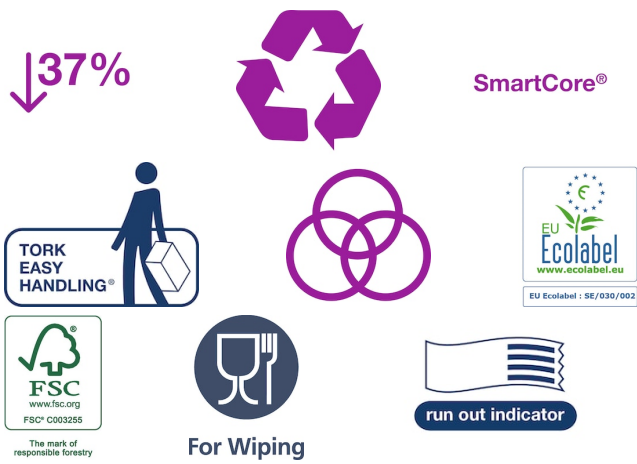 37%
SmartCore®
TORK
EASY
HANDLING®
EU
Ecolabel
www.ecolabel.eu
EU Ecolabel : SE/030/002
®
FSC
www.fsc.org
FSC® C003255
The mark of
responsible forestry
For Wiping
run out indicator